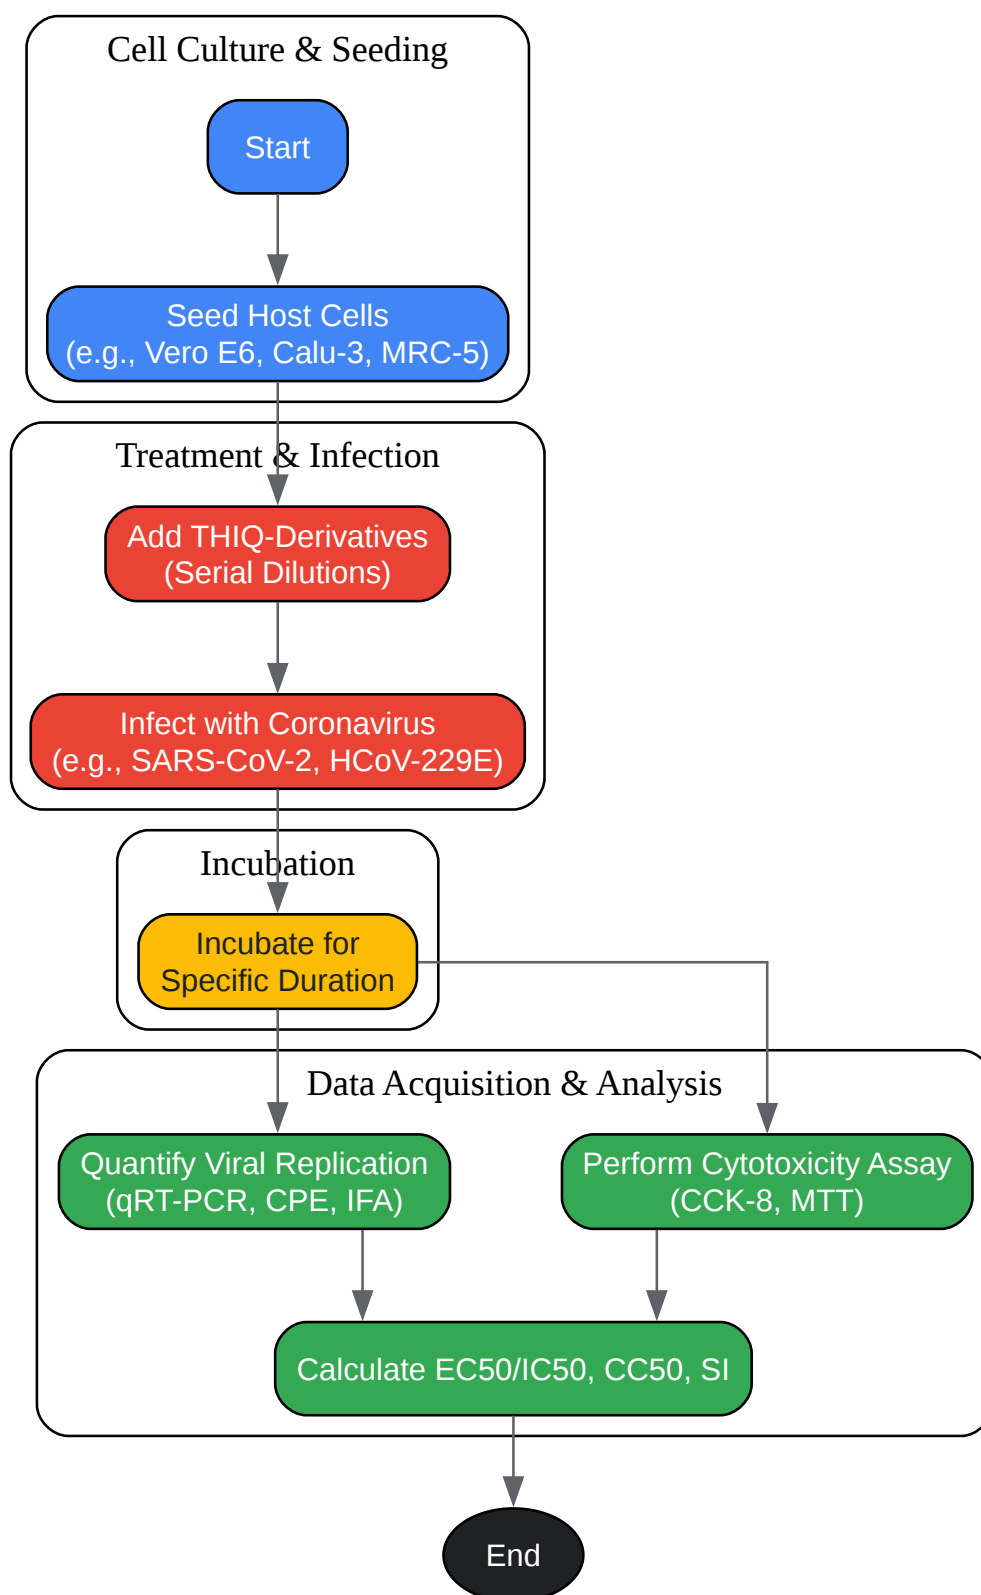 Cell Culture & Seeding
Start
Seed Host Cells
(e.g., Vero E6, Calu-3, MRC-5)
Treatment & Infection
Add THIQ-Derivatives
(Serial Dilutions)
Infect with Coronavirus
(e.g., SARS-CoV-2, HCoV-229E)
Incubation
Incubate for
Specific Duration
Data Acquisition & Analysis
Quantify Viral Replication
(qRT-PCR, CPE, IFA)
Perform Cytotoxicity Assay
(CCK-8, MTT)
Calculate EC50/IC50, CC50, SI
End